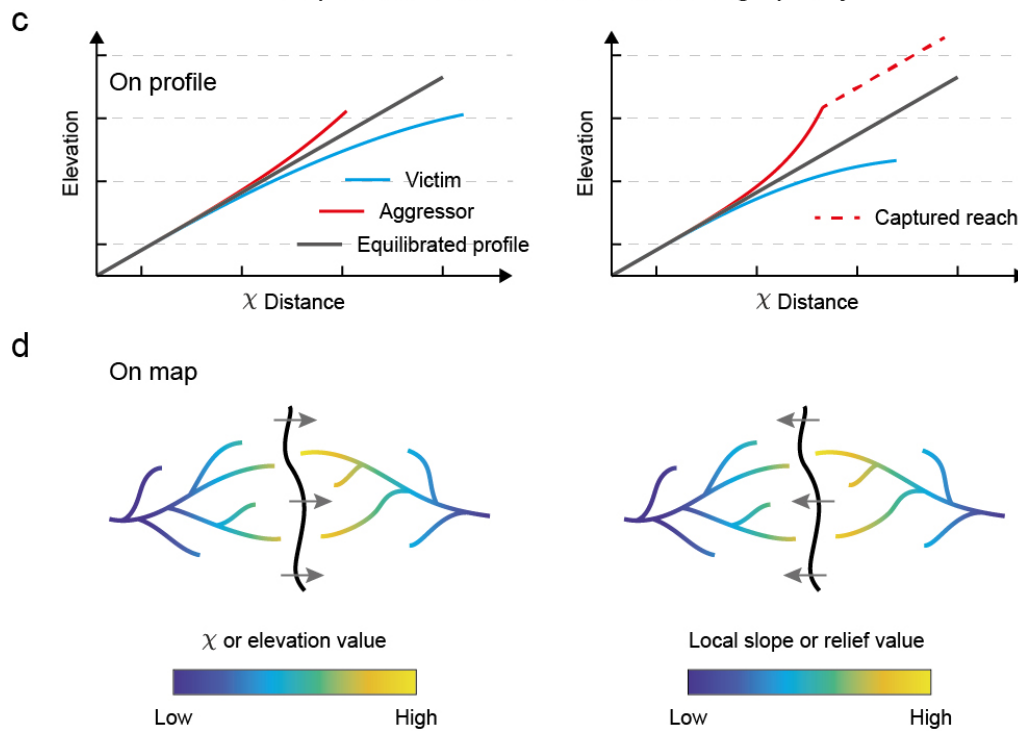 c
On profile
Elevation
Victim
Aggressor
Equilibrated profile
χ Distance
Elevation
Captured reach
χ Distance
d
On map
χ or elevation value
Low
High
Local slope or relief value
Low
High